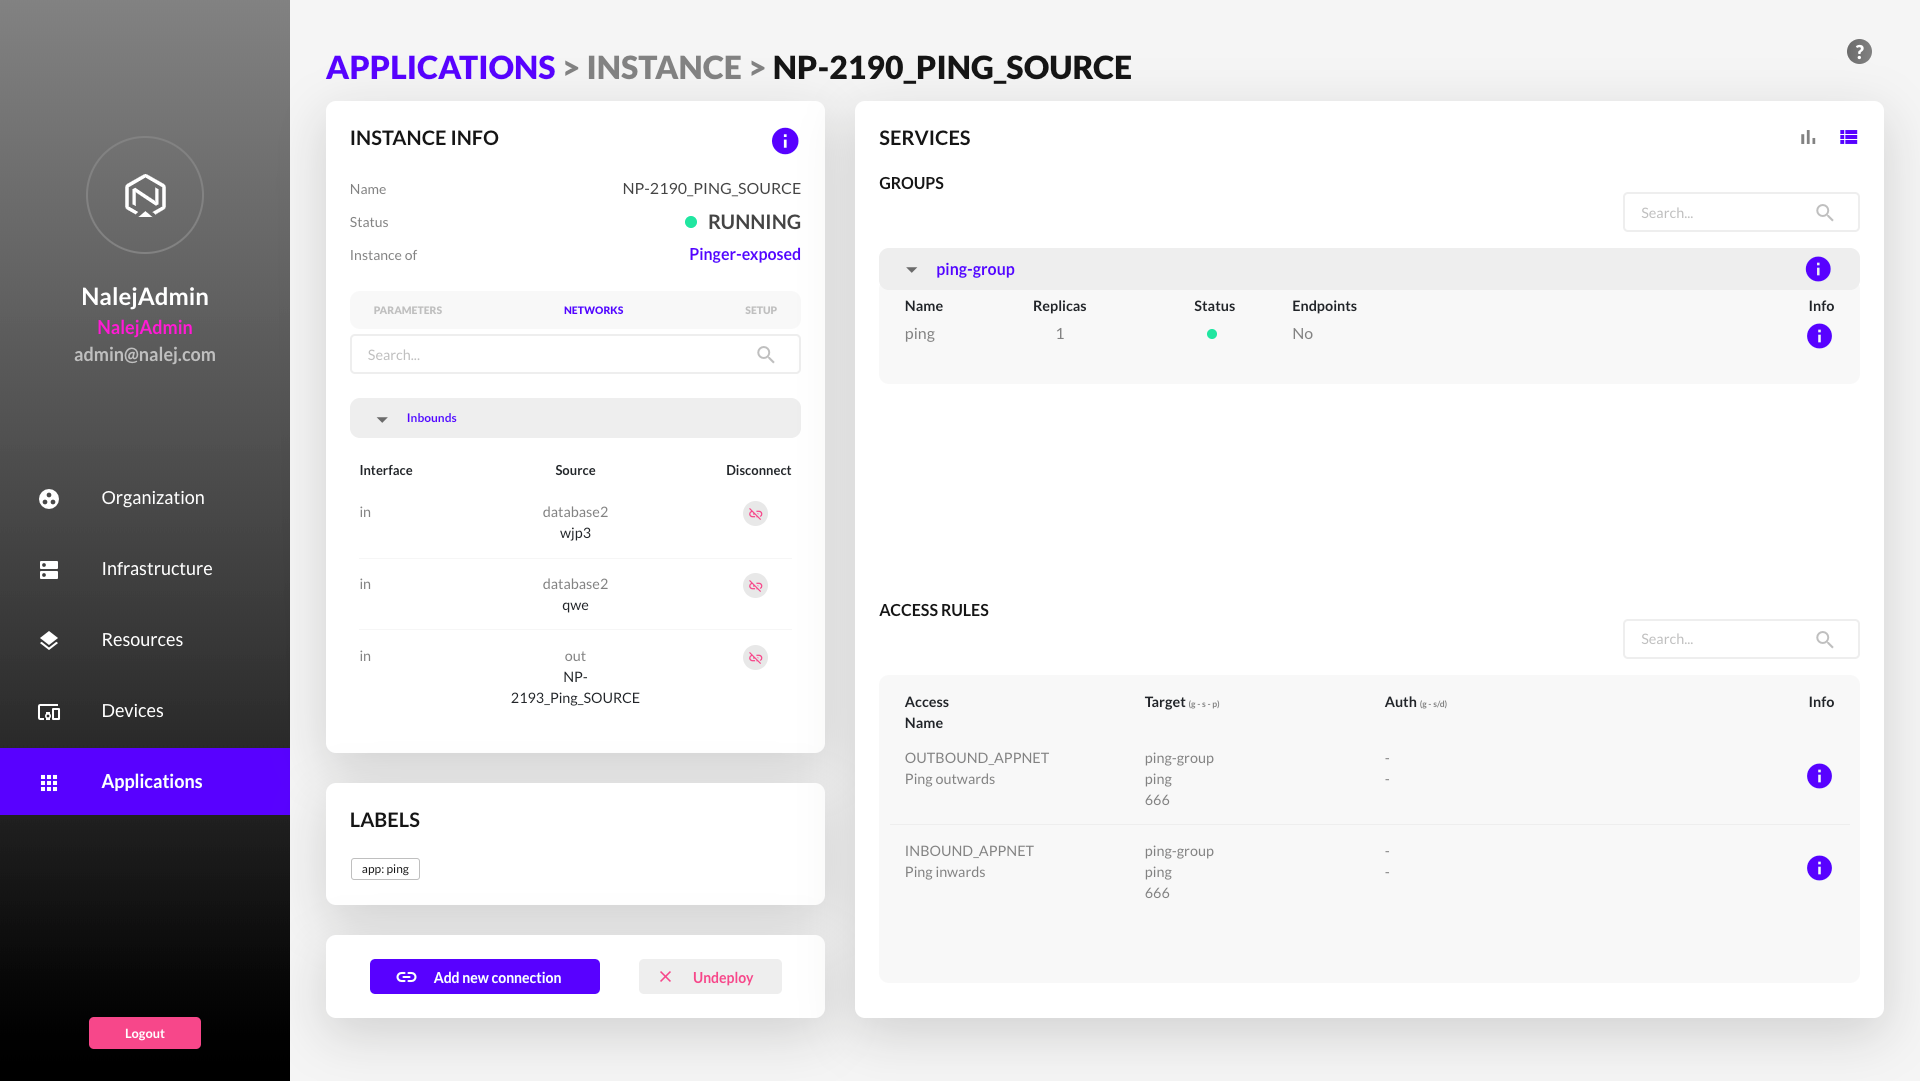 NalejAdmin
NalejAdmin
admin@nalej.com
Organization
Infrastructure
Resources
Devices
Applications
Logout
APPLICATIONS > INSTANCE > NP-2190_PING_SOURCE
?
INSTANCE INFO
Name NP-2190_PING_SOURCE
Status RUNNING
Instance of Pinger-exposed
PARAMETERS NETWORKS SETUP
Search...
Inbounds
Interface Source Disconnect
in database2
wjp3
in database2
qwe
in out
NP-
2193_Ping_SOURCE
LABELS
app: ping
Add new connection Undeploy
SERVICES
GROUPS
Search...
ping-group
Name Replicas Status Endpoints Info
ping 1 No
ACCESS RULES
Search...
Access Target (g - s - p) Auth (g - s/d) Info
Name
OUTBOUND_APPNET ping-group -
Ping outwards ping -
666
INBOUND_APPNET ping-group -
Ping inwards ping -
666